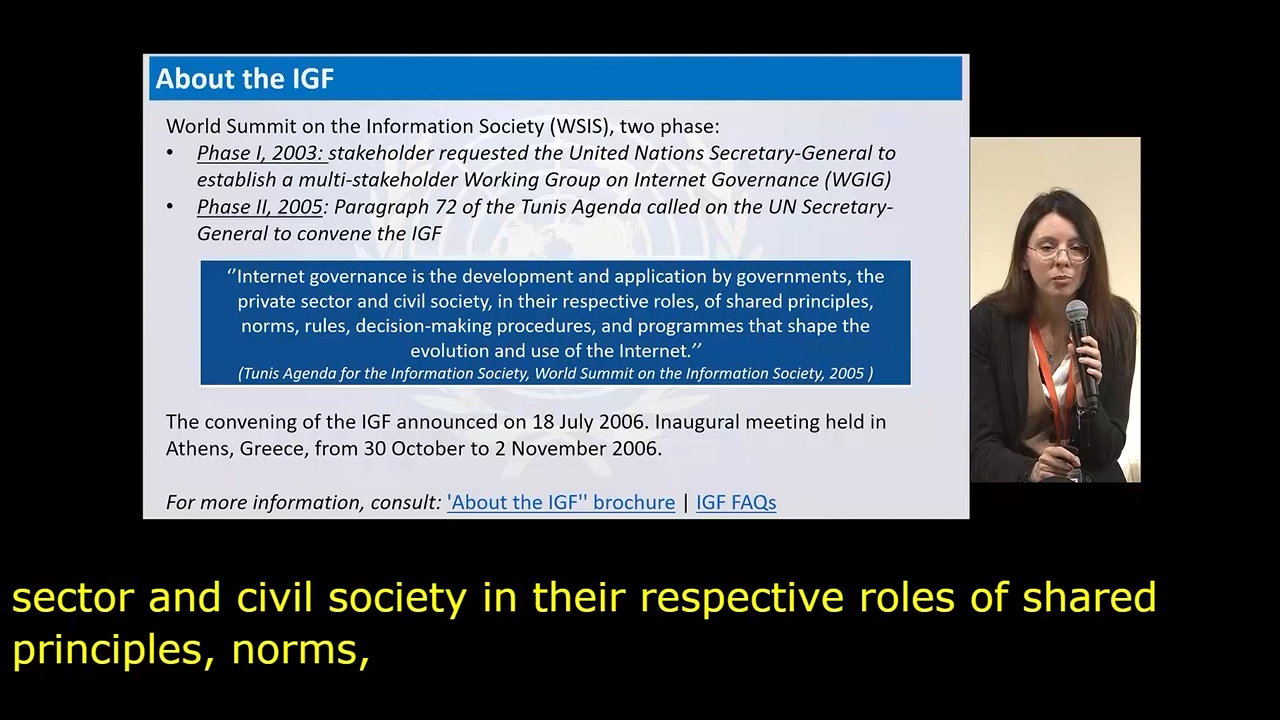 About the IGF
World Summit on the Information Society (WSIS), two phase:
• Phase I, 2003: stakeholder requested the United Nations Secretary-General to
establish a multi-stakeholder Working Group on Internet Governance (WGIG)
• Phase II, 2005: Paragraph 72 of the Tunis Agenda called on the UN Secretary-
General to convene the IGF
‘’Internet governance is the development and application by governments, the
private sector and civil society, in their respective roles, of shared principles,
norms, rules, decision-making procedures, and programmes that shape the
evolution and use of the Internet.’’
(Tunis Agenda for the Information Society, World Summit on the Information Society, 2005 )
The convening of the IGF announced on 18 July 2006. Inaugural meeting held in
Athens, Greece, from 30 October to 2 November 2006.
For more information, consult: 'About the IGF'' brochure | IGF FAQs
sector and civil society in their respective roles of shared
principles, norms,